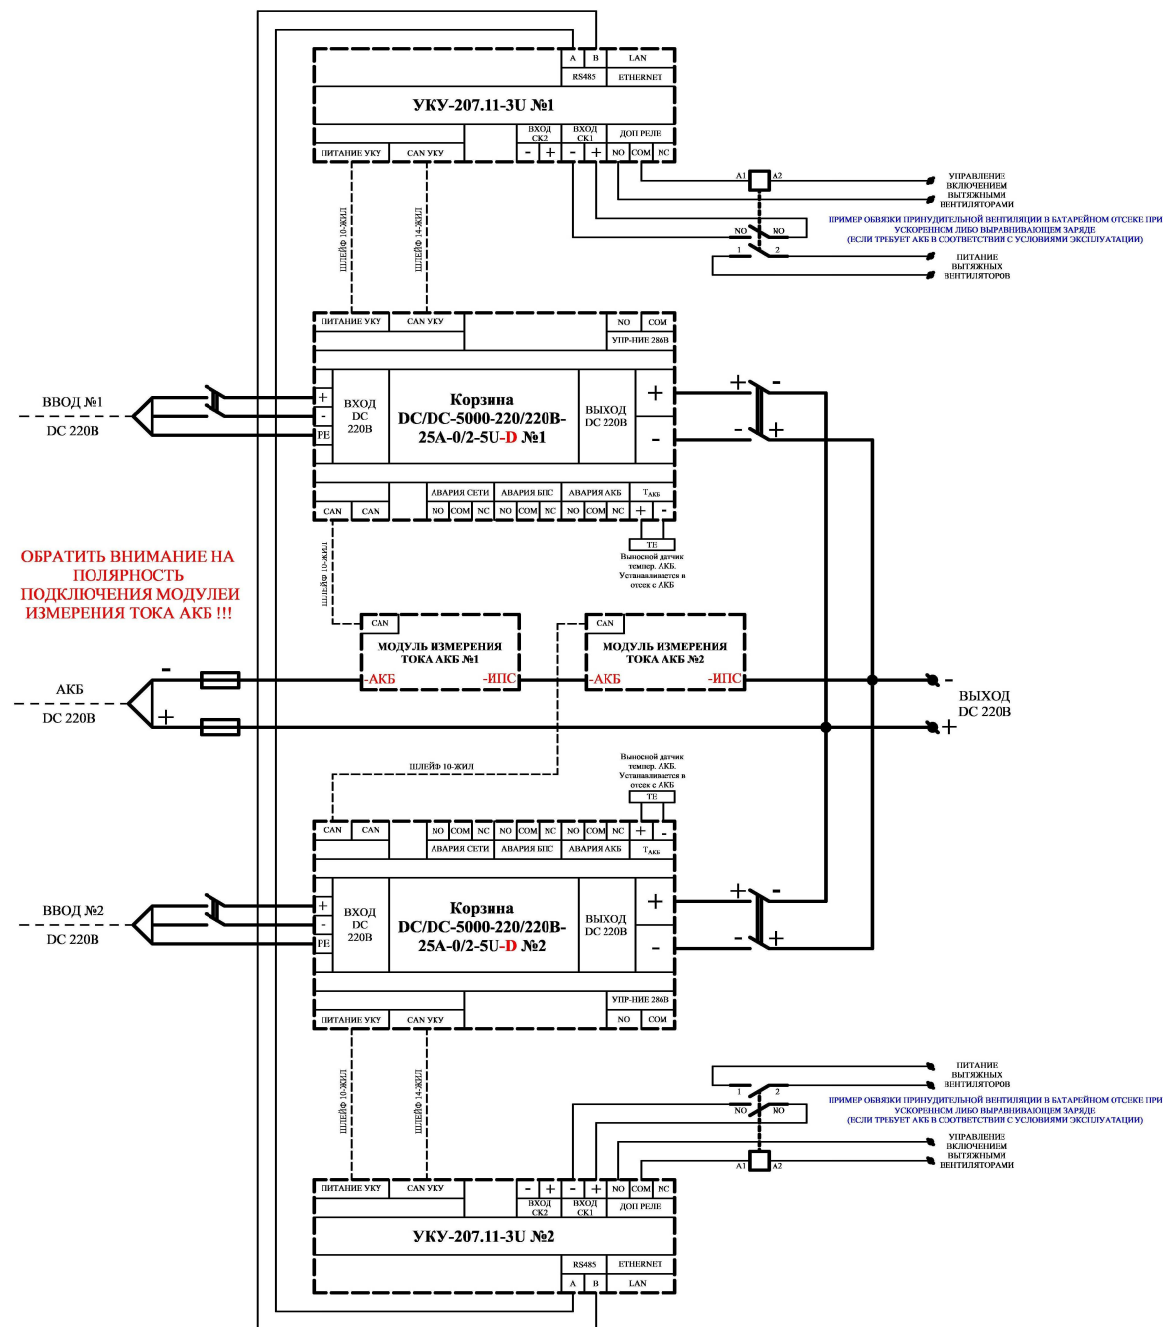 A B LAN
RS485 ETHERNET
УКУ-207.11-3U №1
ВХОД СК2 ВХОД СК1 ДОП РЕЛЕ
ПИТАНИЕ УКУ CAN УКУ - + - + NO COM NC
A1 A2
УПРАВЛЕНИЕ
ВКЛЮЧЕНИЕМ
ВЫТЯЖНЫМИ
ВЕНТИЛЯТОРАМИ
ПРИМЕР ОБВЯЗКИ ПРИНУДИТЕЛЬНОЙ ВЕНТИЛЯЦИИ В БАТАРЕЙНОМ ОТСЕКЕ ПРИ
УСКОРЕННОМ ЛИБО ВЫРАВНИВАЮЩЕМ ЗАРЯДЕ
(ЕСЛИ ТРЕБУЕТ АКБ В СООТВЕТСТВИИ С УСЛОВИЯМИ ЭКСПЛУАТАЦИИ)
NO NO
1 2
ПИТАНИЕ
ВЫТЯЖНЫХ
ВЕНТИЛЯТОРОВ
ШЛЕЙФ 10-ЖИЛ
ШЛЕЙФ 14-ЖИЛ
ПИТАНИЕ УКУ CAN УКУ NO COM
УПР-НИЕ 286В
ВВОД №1
DC 220В
+
-
PE
ВХОД
DC
220В
Корзина
DC/DC-5000-220/220В-
25А-0/2-5U-D №1
ВЫХОД
DC 220В
+
-
+ -
- +
АВАРИЯ СЕТИ АВАРИЯ БПС АВАРИЯ АКБ TАКБ
CAN CAN NO COM NC NO COM NC NO COM NC + -
TE
Выносной датчик
темпер. АКБ.
Устанавливается в
отсек с АКБ
ШЛЕЙФ 10-ЖИЛ
ОБРАТИТЬ ВНИМАНИЕ НА
ПОЛЯРНОСТЬ
ПОДКЛЮЧЕНИЯ МОДУЛЕИ
ИЗМЕРЕНИЯ ТОКА АКБ !!!
CAN
МОДУЛЬ ИЗМЕРЕНИЯ
ТОКА АКБ №1
-АКБ -ИПС
CAN
МОДУЛЬ ИЗМЕРЕНИЯ
ТОКА АКБ №2
-АКБ -ИПС
АКБ
DC 220В
-
+
-
+
ВЫХОД
DC 220В
ШЛЕЙФ 10-ЖИЛ
Выносной датчик
темпер. АКБ.
Устанавливается в
отсек с АКБ
TE
CAN CAN NO COM NC NO COM NC NO COM NC + -
АВАРИЯ СЕТИ АВАРИЯ БПС АВАРИЯ АКБ TАКБ
ВВОД №2
DC 220В
+
-
PE
ВХОД
DC
220В
Корзина
DC/DC-5000-220/220В-
25А-0/2-5U-D №2
ВЫХОД
DC 220В
+
-
+ -
- +
УПР-НИЕ 286В
ПИТАНИЕ УКУ CAN УКУ NO COM
ШЛЕЙФ 10-ЖИЛ
ШЛЕЙФ 14-ЖИЛ
ПИТАНИЕ
ВЫТЯЖНЫХ
ВЕНТИЛЯТОРОВ
1 2
NO NO
ПРИМЕР ОБВЯЗКИ ПРИНУДИТЕЛЬНОЙ ВЕНТИЛЯЦИИ В БАТАРЕЙНОМ ОТСЕКЕ ПРИ
УСКОРЕННОМ ЛИБО ВЫРАВНИВАЮЩЕМ ЗАРЯДЕ
(ЕСЛИ ТРЕБУЕТ АКБ В СООТВЕТСТВИИ С УСЛОВИЯМИ ЭКСПЛУАТАЦИИ)
УПРАВЛЕНИЕ
ВКЛЮЧЕНИЕМ
ВЫТЯЖНЫМИ
ВЕНТИЛЯТОРАМИ
A1 A2
ПИТАНИЕ УКУ CAN УКУ - + - + NO COM NC
ВХОД СК2 ВХОД СК1 ДОП РЕЛЕ
УКУ-207.11-3U №2
RS485 ETHERNET
A B LAN